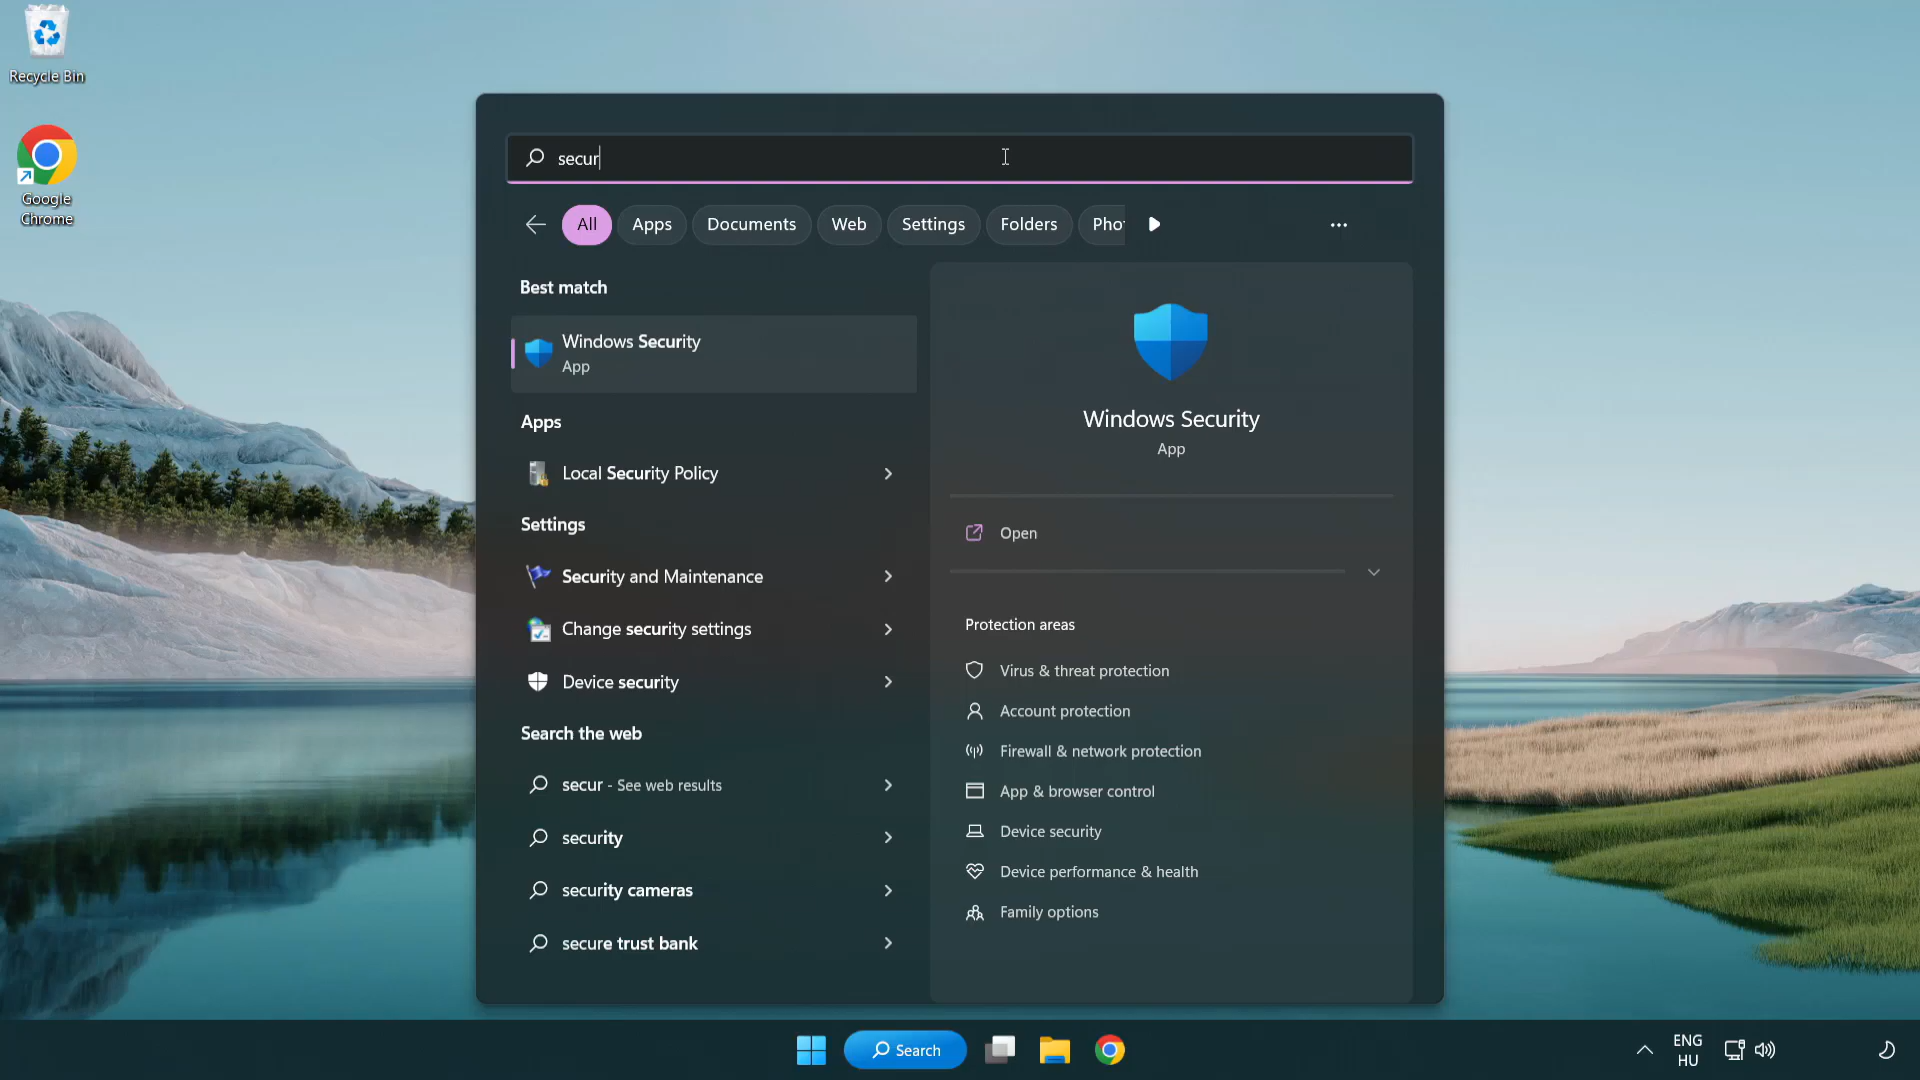 Recycle Bin
Google
Chrome
secur
All
Apps
Documents
Web
Settings
Folders
Best match
Windows Security
App
Apps
Local Security Policy
Settings
Security and Maintenance
Change security settings
Device security
Search the web
secur - See web results
security
security cameras
secure trust bank
Windows Security
App
Open
Protection areas
Virus & threat protection
Account protection
Firewall & network protection
App & browser control
Device security
Device performance & health
Family options
Search
ENG
HU